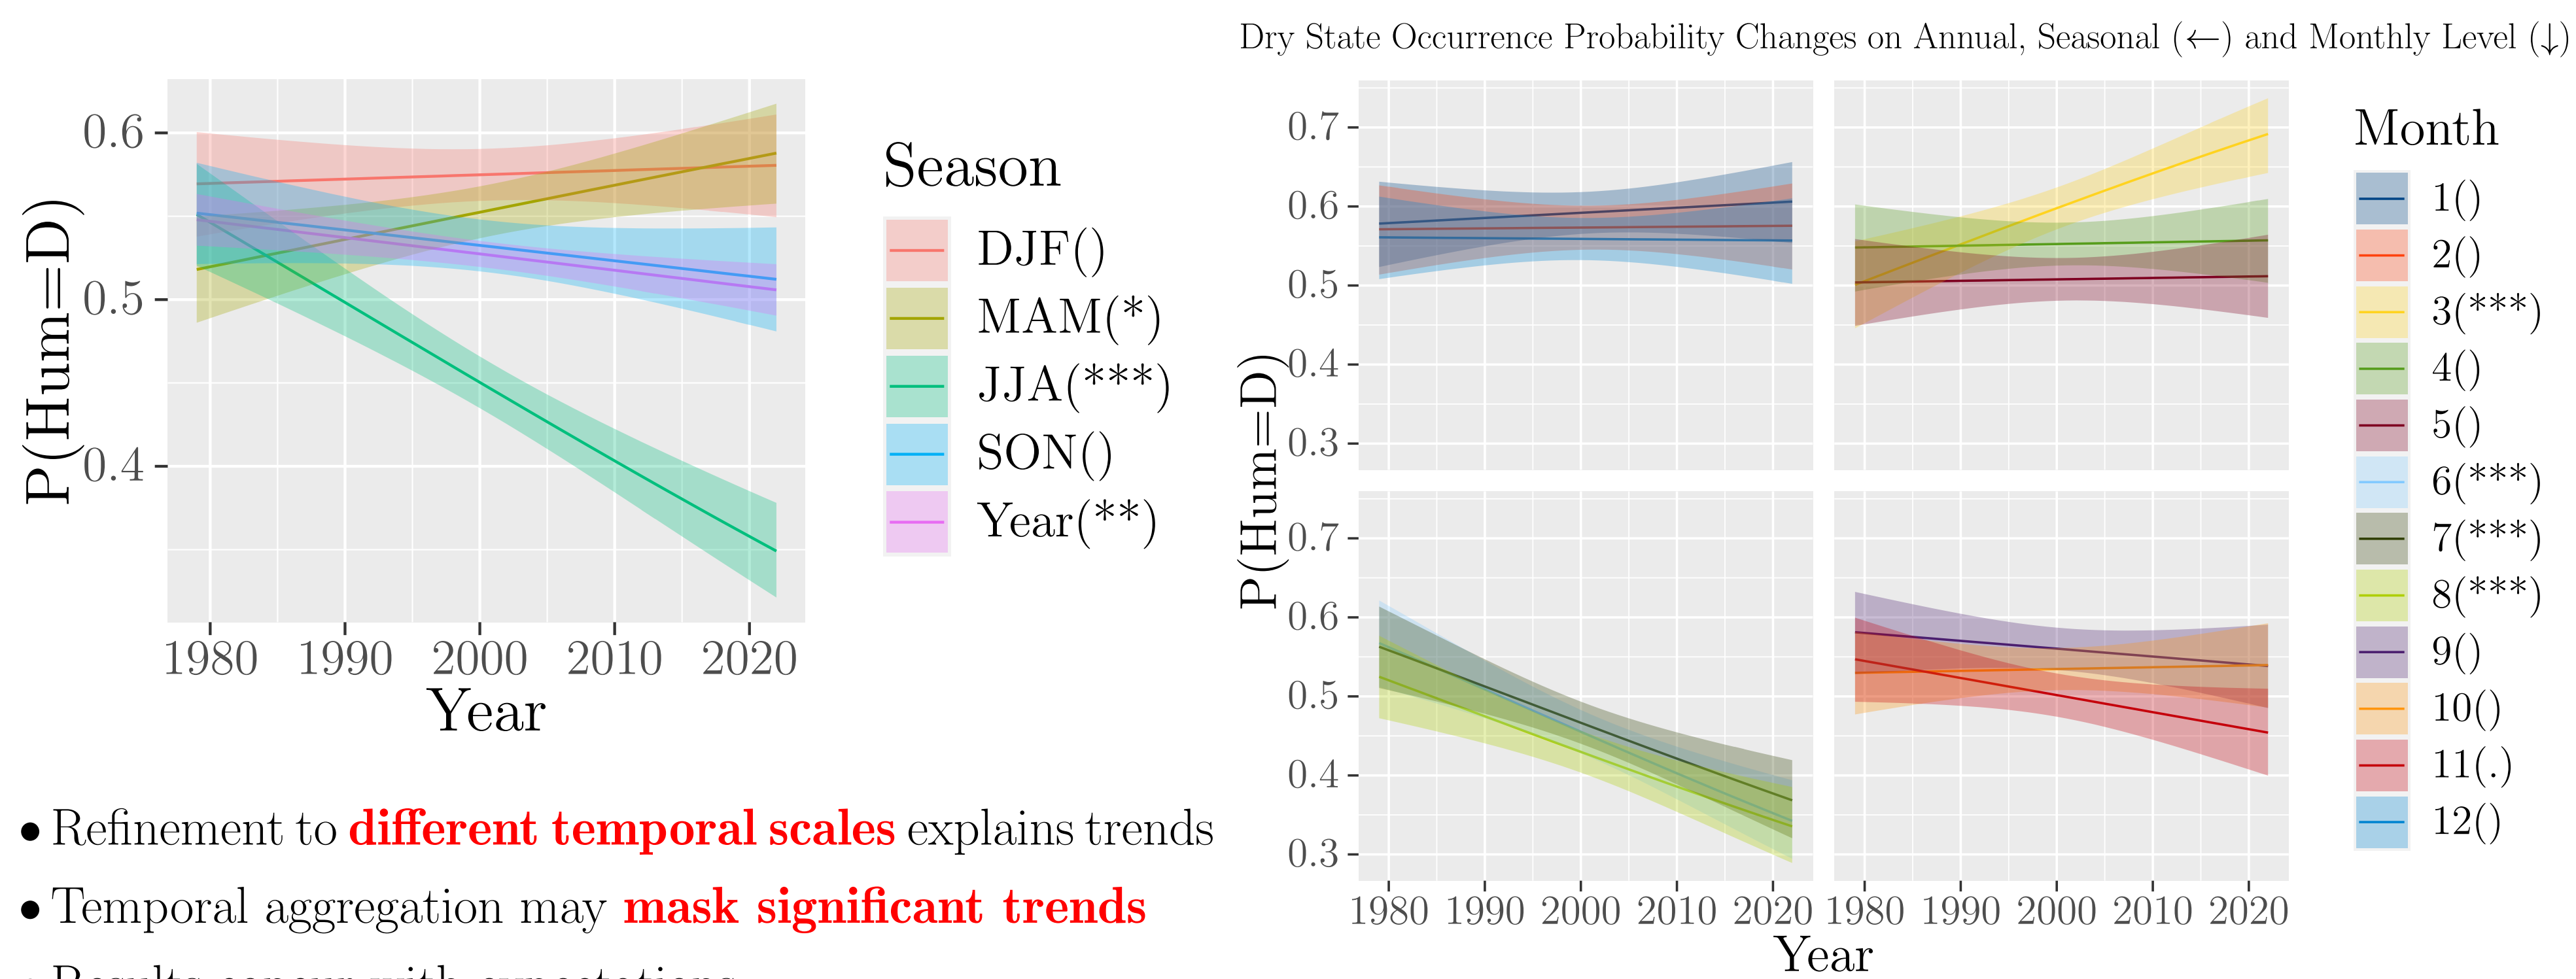 Dry State Occurrence Probability Changes on Annual, Seasonal (←) and Monthly Level (↓)
P(Hum=D)
0.6
0.5
0.4
1980 1990 2000 2010 2020
Year
Season
DJF()
MAM(*)
JJA(***)
SON()
Year(**)
P(Hum=D)
0.7
0.6
0.5
0.4
0.3
0.7
0.6
0.5
0.4
0.3
1980 1990 2000 2010 2020 1980 1990 2000 2010 2020
Year
Month
1()
2()
3(***)
4()
5()
6(***)
7(***)
8(***)
9()
10()
11(.)
12()
• Refinement to different temporal scales explains trends
• Temporal aggregation may mask significant trends
Results concur with expectations